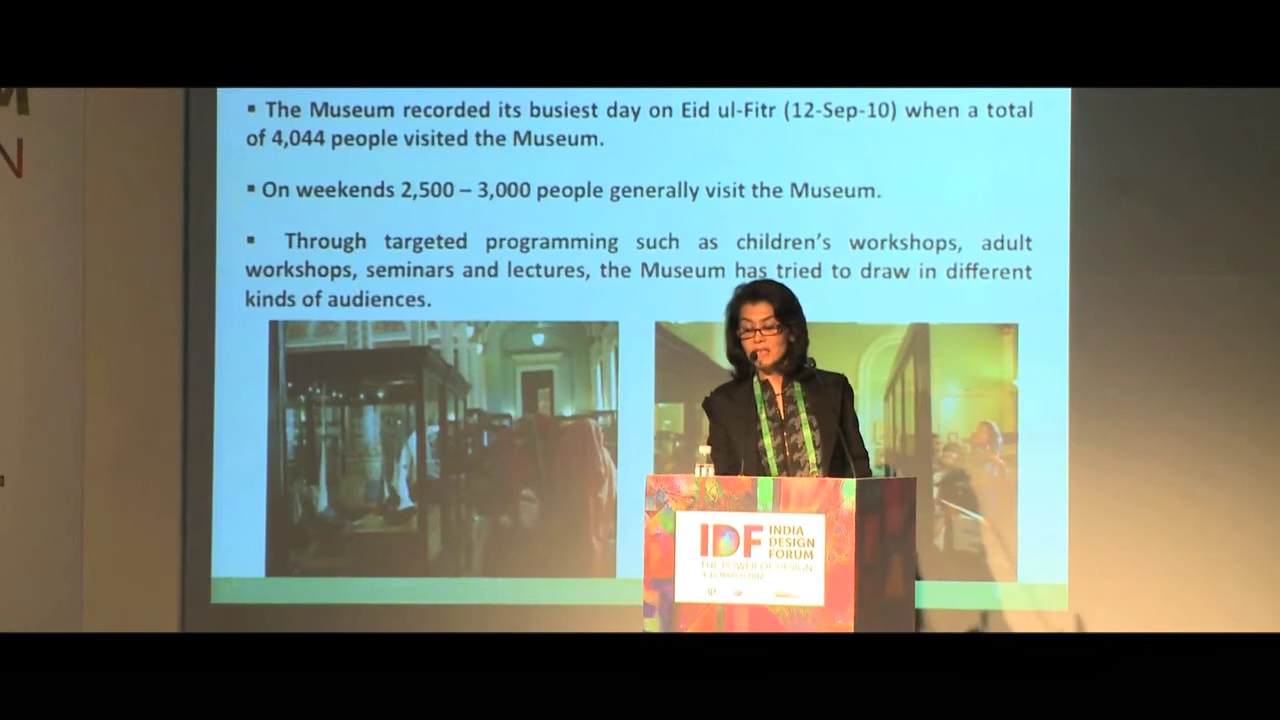 ▪ The Museum recorded its busiest day on Eid ul-Fitr (12-Sep-10) when a total
of 4,044 people visited the Museum.
▪ On weekends 2,500 – 3,000 people generally visit the Museum.
▪ Through targeted programming such as children's workshops, adult
workshops, seminars and lectures, the Museum has tried to draw in different
kinds of audiences.
M
N
IDF INDIA
DESIGN
FORUM
THE POWER OF DESIGN